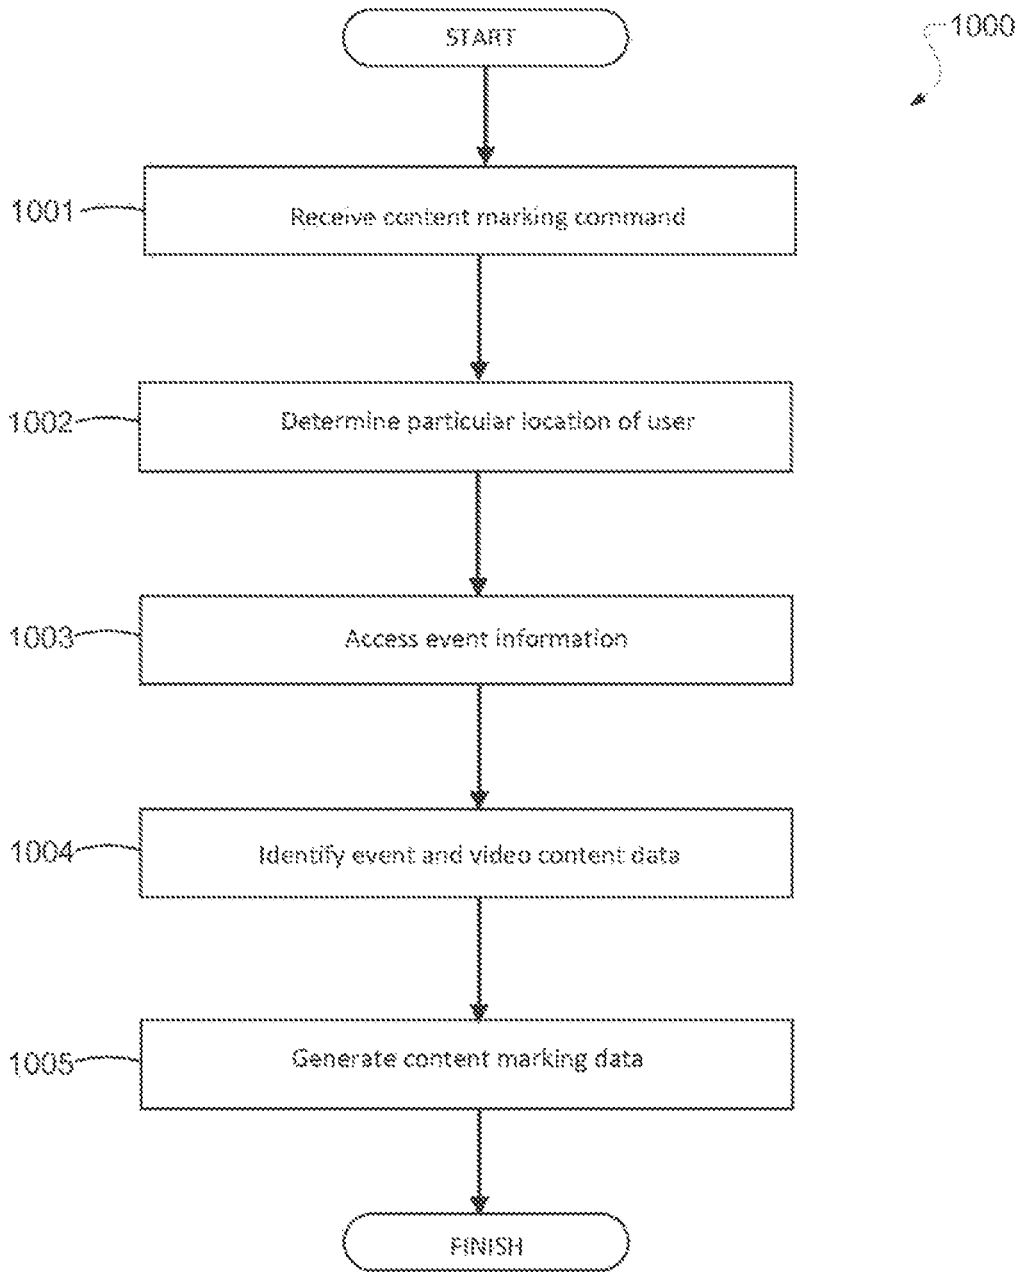 START
1000
1001
Receive content marking command
1002
Determine particular location of user
1003
Access event information
1004
Identify event and video content data
1005
Generate content marking data
FINISH